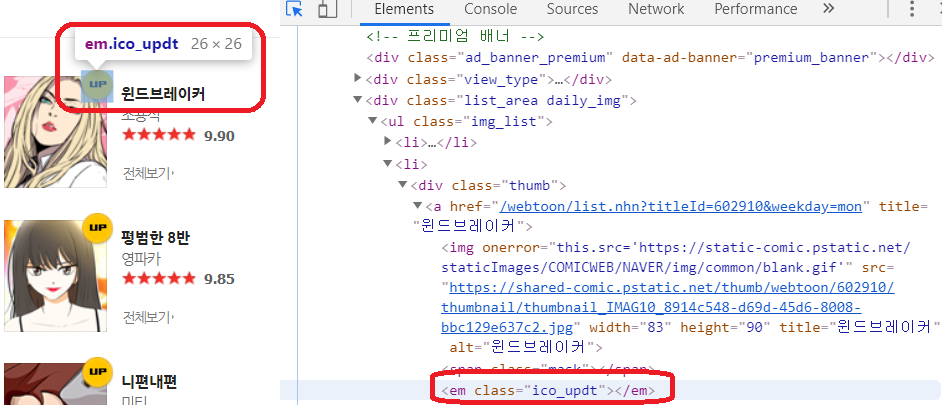 em.ico_updt 26 × 26
UP
윈드브레이커
조용석
9.90
전체보기
UP
평범한 8반
영파카
9.85
전체보기
UP
니편내편
미티
Elements Console Sources Network Performance »
<!-- 프리미엄 배너 -->
<div class="ad_banner_premium" data-ad-banner="premium_banner"></div>
<div class="view_type">…</div>
<div class="list_area daily_img">
<ul class="img_list">
<li>…</li>
<li>
<div class="thumb">
<a href="/webtoon/list.nhn?titleId=602910&weekday=mon" title=
"윈드브레이커">
<img onerror="this.src='https://static-comic.pstatic.net/
staticImages/COMICWEB/NAVER/img/common/blank.gif'" src=
"https://shared-comic.pstatic.net/thumb/webtoon/602910/
thumbnail/thumbnail_IMAG10_8914c548-d69d-45d6-8008-
bbc129e637c2.jpg" width="83" height="90" title="윈드브레이커"
alt="윈드브레이커">
<span class="mask"></span>
<em class="ico_updt"></em>